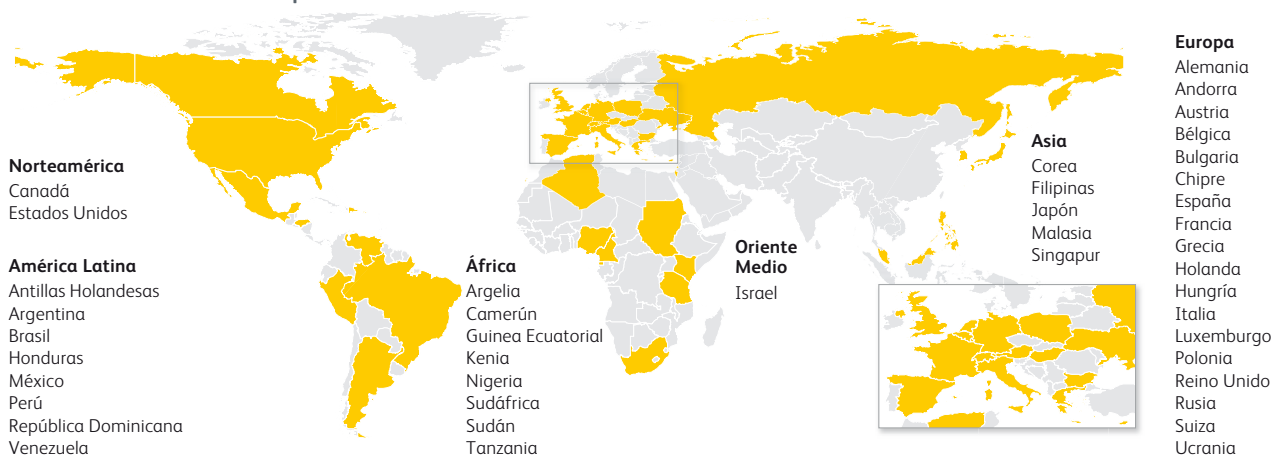 Norteamérica
Canadá
Estados Unidos
América Latina
Antillas Holandesas
Argentina
Brasil
Honduras
México
Perú
República Dominicana
Venezuela
África
Argelia
Camerún
Guinea Ecuatorial
Kenia
Nigeria
Sudáfrica
Sudán
Tanzania
Oriente
Medio
Israel
Asia
Corea
Filipinas
Japón
Malasia
Singapur
Europa
Alemania
Andorra
Austria
Bélgica
Bulgaria
Chipre
España
Francia
Grecia
Holanda
Hungría
Italia
Luxemburgo
Polonia
Reino Unido
Rusia
Suiza
Ucrania